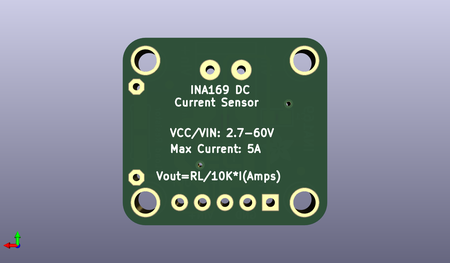 INA169 DC
Current Sensor
VCC/VIN: 2.7-60V
Max Current: 5A
Vout=RL/10K*I(Amps)